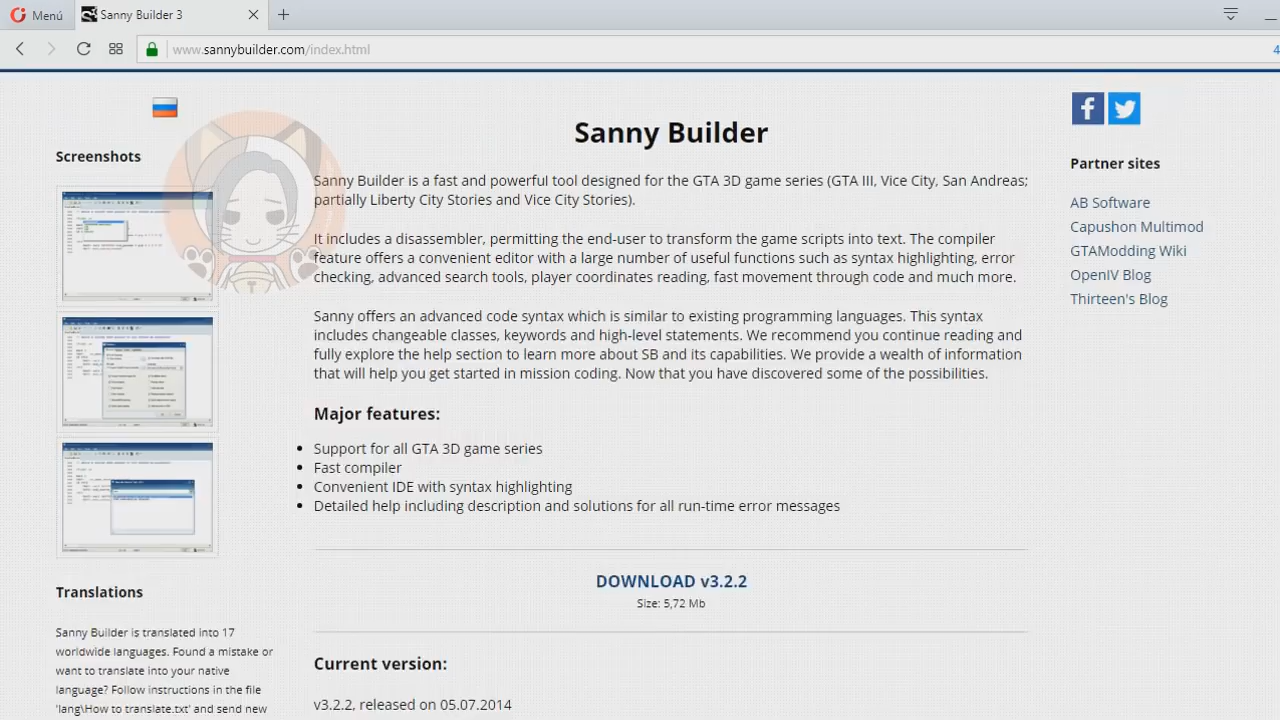 Menú
Sanny Builder 3
www.sannybuilder.com/index.html
4
Screenshots
Sanny Builder
Sanny Builder is a fast and powerful tool designed for the GTA 3D game series (GTA III, Vice City, San Andreas;
partially Liberty City Stories and Vice City Stories).
It includes a disassembler, permitting the end-user to transform the game scripts into text. The compiler
feature offers a convenient editor with a large number of useful functions such as syntax highlighting, error
checking, advanced search tools, player coordinates reading, fast movement through code and much more.
Sanny offers an advanced code syntax which is similar to existing programming languages. This syntax
includes changeable classes, keywords and high-level statements. We recommend you continue reading and
fully explore the help section to learn more about SB and its capabilities. We provide a wealth of information
that will help you get started in mission coding. Now that you have discovered some of the possibilities.
Major features:
Support for all GTA 3D game series
Fast compiler
Convenient IDE with syntax highlighting
Detailed help including description and solutions for all run-time error messages
DOWNLOAD v3.2.2
Size: 5,72 Mb
Current version:
v3.2.2, released on 05.07.2014
Translations
Sanny Builder is translated into 17
worldwide languages. Found a mistake or
want to translate into your native
language? Follow instructions in the file
'lang\How to translate.txt' and send new
Partner sites
AB Software
Capushon Multimod
GTAModding Wiki
OpenIV Blog
Thirteen's Blog